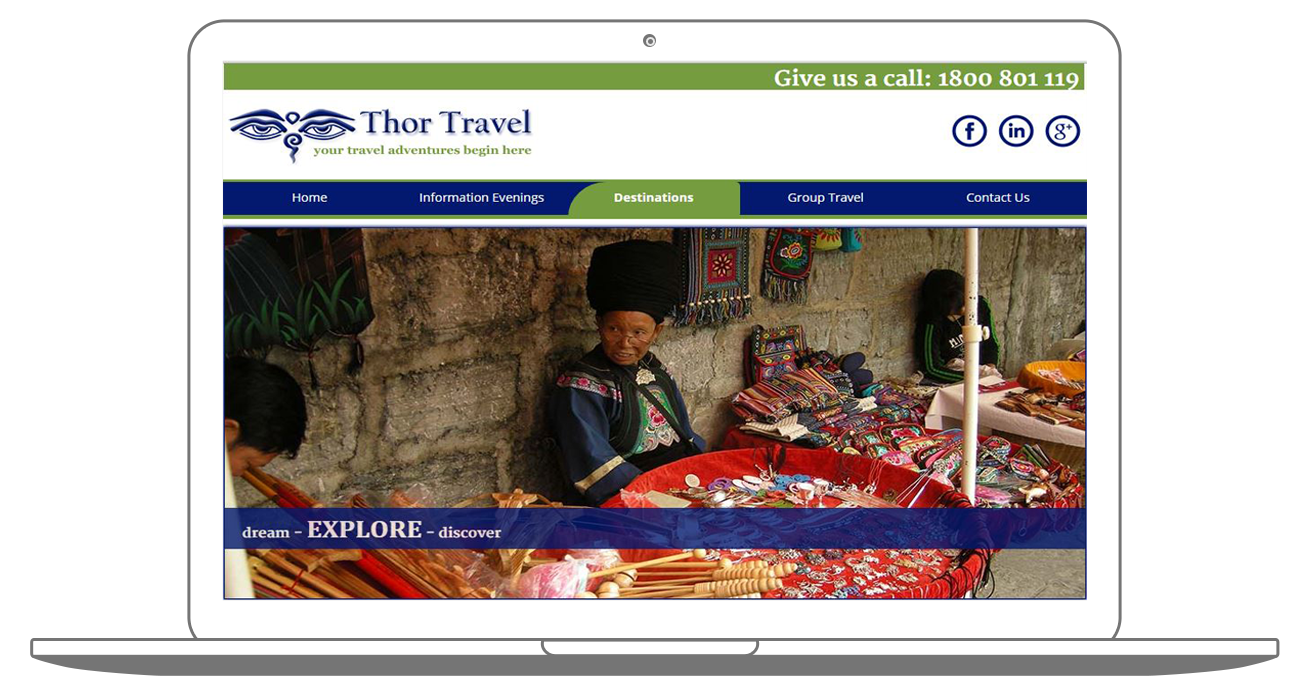 Give us a call: 1800 801 119
Thor Travel
your travel adventures begin here
f in g+
Home Information Evenings Destinations Group Travel Contact Us
dream – EXPLORE – discover